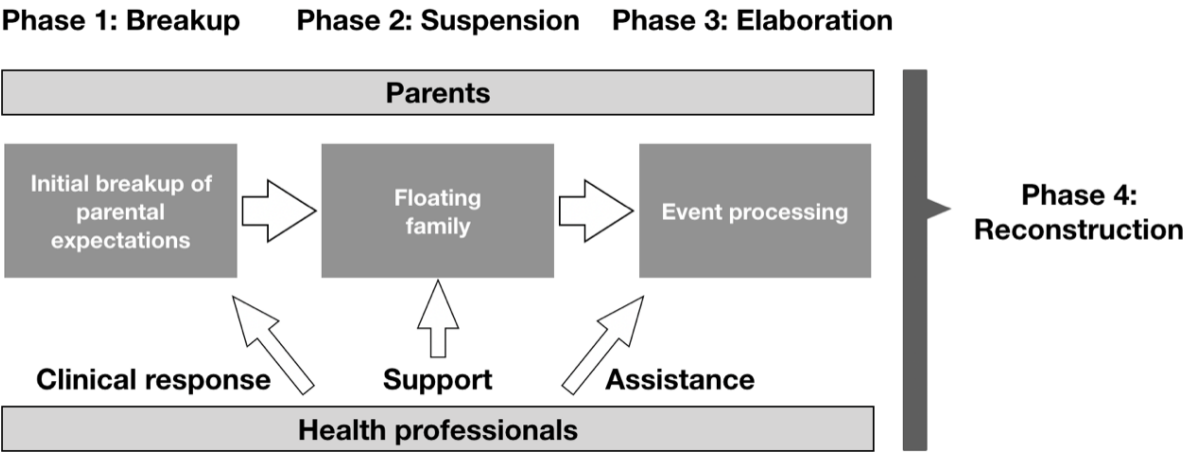 Phase 1: Breakup
Phase 2: Suspension
Phase 3: Elaboration
Parents
Initial breakup of
parental
expectations
Floating
family
Event processing
Phase 4:
Reconstruction
Clinical response
Support
Assistance
Health professionals